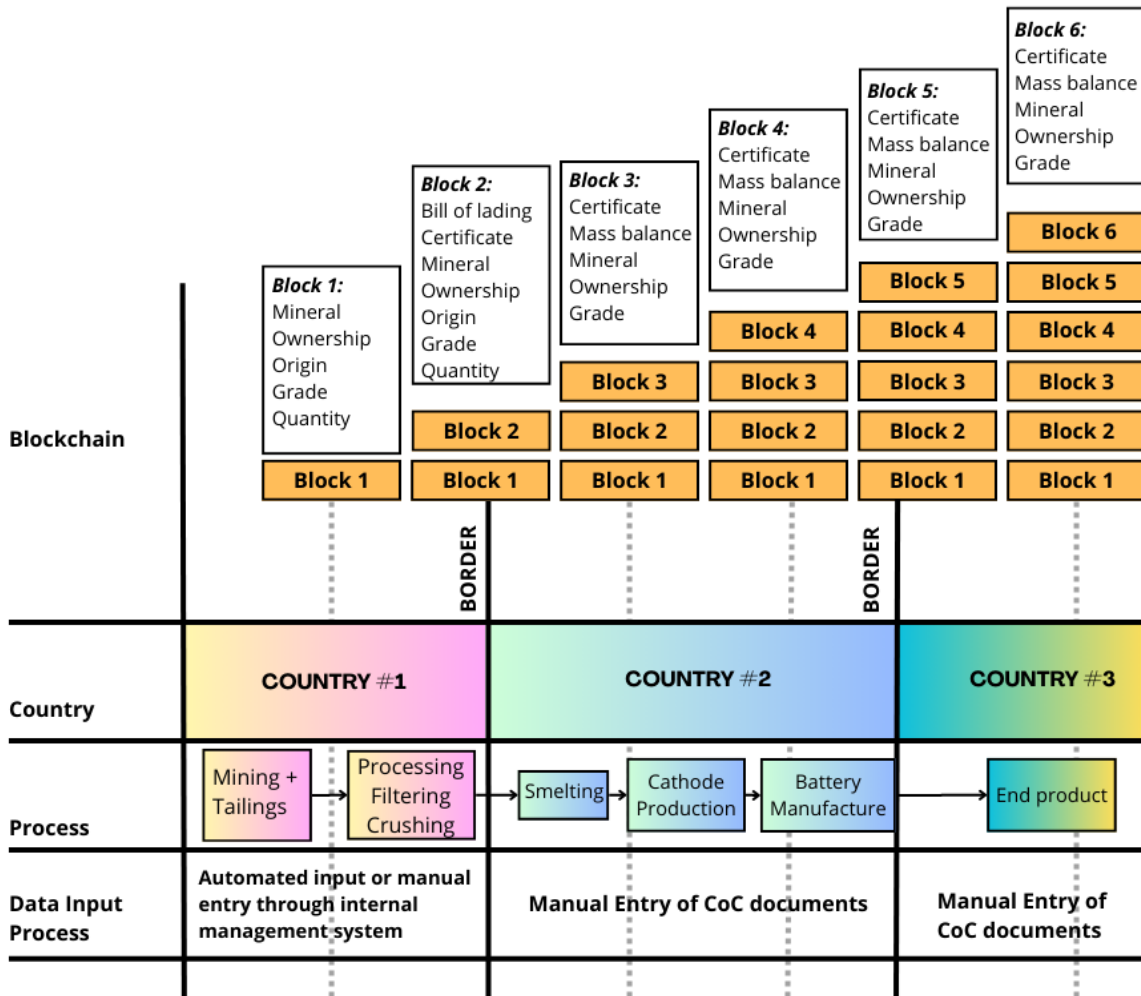 Block 6:
Certificate
Mass balance
Mineral
Ownership
Grade
Block 5:
Certificate
Mass balance
Mineral
Ownership
Grade
Block 4:
Certificate
Mass balance
Mineral
Ownership
Grade
Block 3:
Certificate
Mass balance
Mineral
Ownership
Grade
Block 2:
Bill of lading
Certificate
Mineral
Ownership
Origin
Grade
Quantity
Block 1:
Mineral
Ownership
Origin
Grade
Quantity
Block 6
Block 5
Block 5
Block 4
Block 4
Block 4
Block 3
Block 3
Block 3
Block 3
Block 2
Block 2
Block 2
Block 2
Block 2
Blockchain
Block 1
Block 1
Block 1
Block 1
Block 1
Block 1
BORDER
BORDER
Country
COUNTRY #1
COUNTRY #2
COUNTRY #3
Process
Mining +
Tailings
Processing
Filtering
Crushing
Smelting
Cathode
Production
Battery
Manufacture
End product
Data Input
Process
Automated input or manual
entry through internal
management system
Manual Entry of CoC documents
Manual Entry of
CoC documents